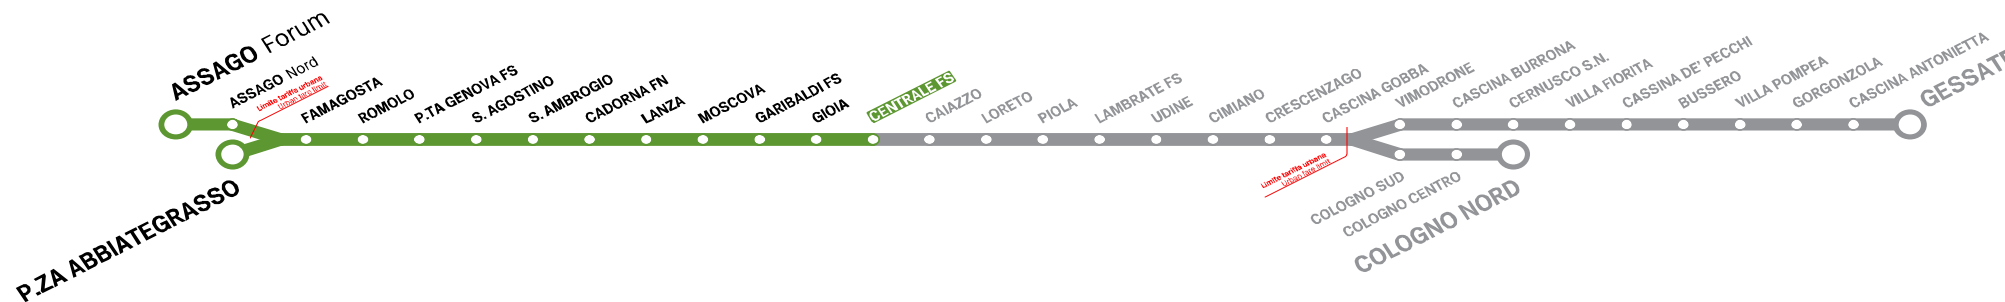 ASSAGO Forum
ASSAGO Nord
Limite tariffa urbana
Urban fare limit
P.ZA ABBIATEGRASSO
FAMAGOSTA
ROMOLO
P.TA GENOVA FS
S. AGOSTINO
S. AMBROGIO
CADORNA FN
LANZA
MOSCOVA
GARIBALDI FS
GIOIA
CENTRALE FS
CAIAZZO
LORETO
PIOLA
LAMBRATE FS
UDINE
CIMIANO
CRESCENZAGO
CASCINA GOBBA
Limite tariffa urbana
Urban fare limit
VIMODRONE
CASCINA BURRONA
CERNUSCO S.N.
VILLA FIORITA
CASSINA DE' PECCHI
BUSSERO
VILLA POMPEA
GORGONZOLA
CASCINA ANTONIETTA
GESSATE
COLOGNO SUD
COLOGNO CENTRO
COLOGNO NORD